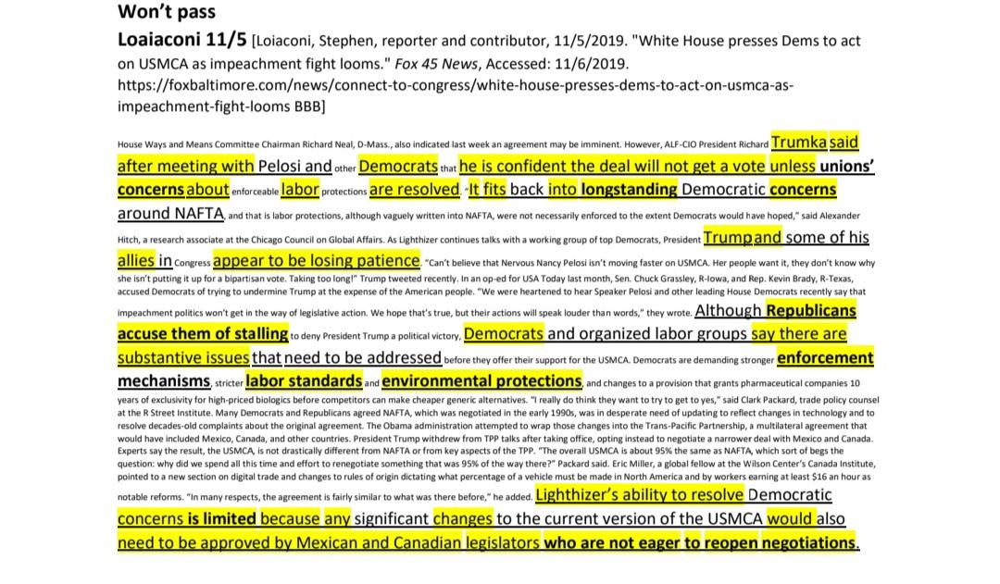 Won’t pass
Loaiaconi 11/5 [Loiaconi, Stephen, reporter and contributor, 11/5/2019. "White House presses Dems to act
on USMCA as impeachment fight looms." Fox 45 News, Accessed: 11/6/2019.
https://foxbaltimore.com/news/connect-to-congress/white-house-presses-dems-to-act-on-usmca-as-
impeachment-fight-looms BBB]
House Ways and Means Committee Chairman Richard Neal, D-Mass., also indicated last week an agreement may be imminent. However, ALF-CIO President Richard Trumka said
after meeting with Pelosi and other Democrats that he is confident the deal will not get a vote unless unions’
concerns about enforceable labor protections are resolved. “It fits back into longstanding Democratic concerns
around NAFTA, and that is labor protections, although vaguely written into NAFTA, were not necessarily enforced to the extent Democrats would have hoped,” said Alexander
Hitch, a research associate at the Chicago Council on Global Affairs. As Lighthizer continues talks with a working group of top Democrats, President Trump and some of his
allies in Congress appear to be losing patience. “Can’t believe that Nervous Nancy Pelosi isn’t moving faster on USMCA. Her people want it, they don’t know why
she isn’t putting it up for a bipartisan vote. Taking too long!” Trump tweeted recently. In an op-ed for USA Today last month, Sen. Chuck Grassley, R-Iowa, and Rep. Kevin Brady, R-Texas,
accused Democrats of trying to undermine Trump at the expense of the American people. “We were heartened to hear Speaker Pelosi and other leading House Democrats recently say that
impeachment politics won’t get in the way of legislative action. We hope that’s true, but their actions will speak louder than words,” they wrote. Although Republicans
accuse them of stalling to deny President Trump a political victory, Democrats and organized labor groups say there are
substantive issues that need to be addressed before they offer their support for the USMCA. Democrats are demanding stronger enforcement
mechanisms, stricter labor standards and environmental protections, and changes to a provision that grants pharmaceutical companies 10
years of exclusivity for high-priced biologics before competitors can make cheaper generic alternatives. “I really do think they want to try to get to yes,” said Clark Packard, trade policy counsel
at the R Street Institute. Many Democrats and Republicans agreed NAFTA, which was negotiated in the early 1990s, was in desperate need of updating to reflect changes in technology and to
resolve decades-old complaints about the original agreement. The Obama administration attempted to wrap those changes into the Trans-Pacific Partnership, a multilateral agreement that
would have included Mexico, Canada, and other countries. President Trump withdrew from TPP talks after taking office, opting instead to negotiate a narrower deal with Mexico and Canada.
Experts say the result, the USMCA, is not drastically different from NAFTA or from key aspects of the TPP. “The overall USMCA is about 95% the same as NAFTA, which sort of begs the
question: why did we spend all this time and effort to renegotiate something that was 95% of the way there?” Packard said. Eric Miller, a global fellow at the Wilson Center’s Canada Institute,
pointed to a new section on digital trade and changes to rules of origin dictating what percentage of a vehicle must be made in North America and by workers earning at least $16 an hour as
notable reforms. “In many respects, the agreement is fairly similar to what was there before,” he added. Lighthizer’s ability to resolve Democratic
concerns is limited because any significant changes to the current version of the USMCA would also
need to be approved by Mexican and Canadian legislators who are not eager to reopen negotiations.